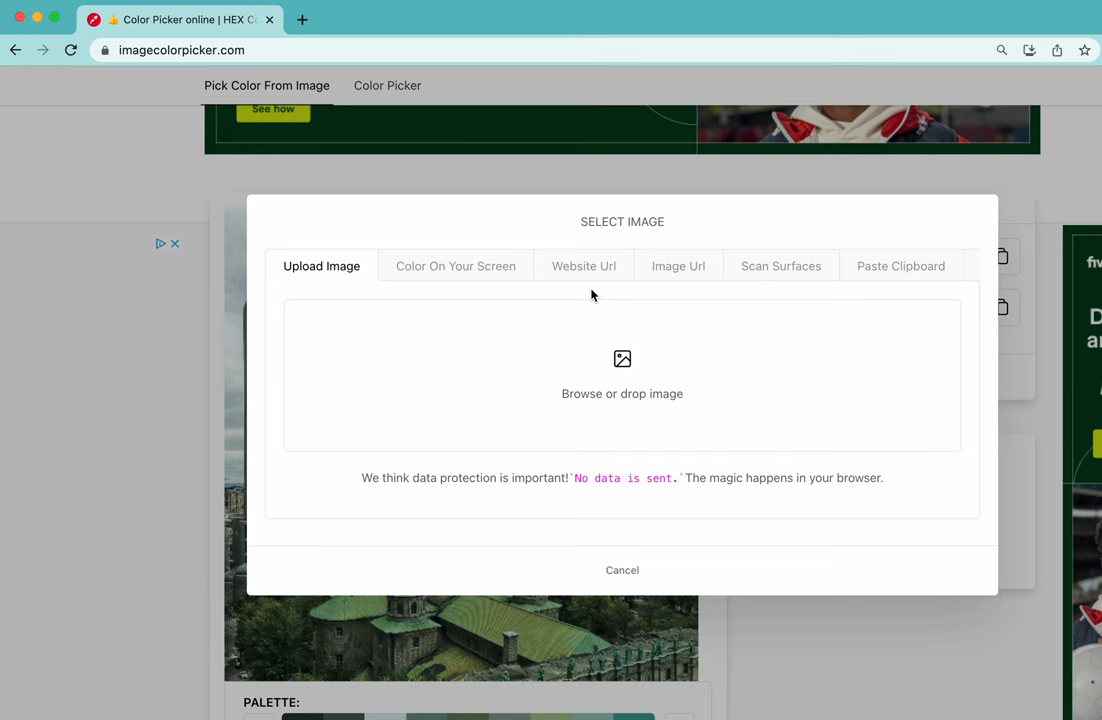 👍 Color Picker online | HEX Co
imagecolorpicker.com
Pick Color From Image
Color Picker
See how
SELECT IMAGE
Upload Image
Color On Your Screen
Website Url
Image Url
Scan Surfaces
Paste Clipboard
Browse or drop image
We think data protection is important!`No data is sent.`The magic happens in your browser.
Cancel
PALETTE: